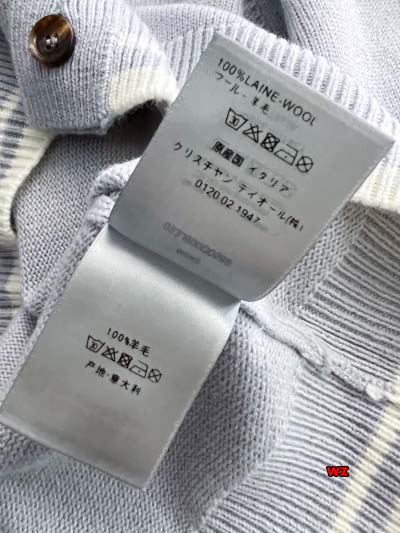 100%LAINE-WOOL
ウール-羊毛
30
原産国 イタリア
クリスチャン ディオール(株)
0120.02.1947
100%羊毛
30
产地·意大利
wz